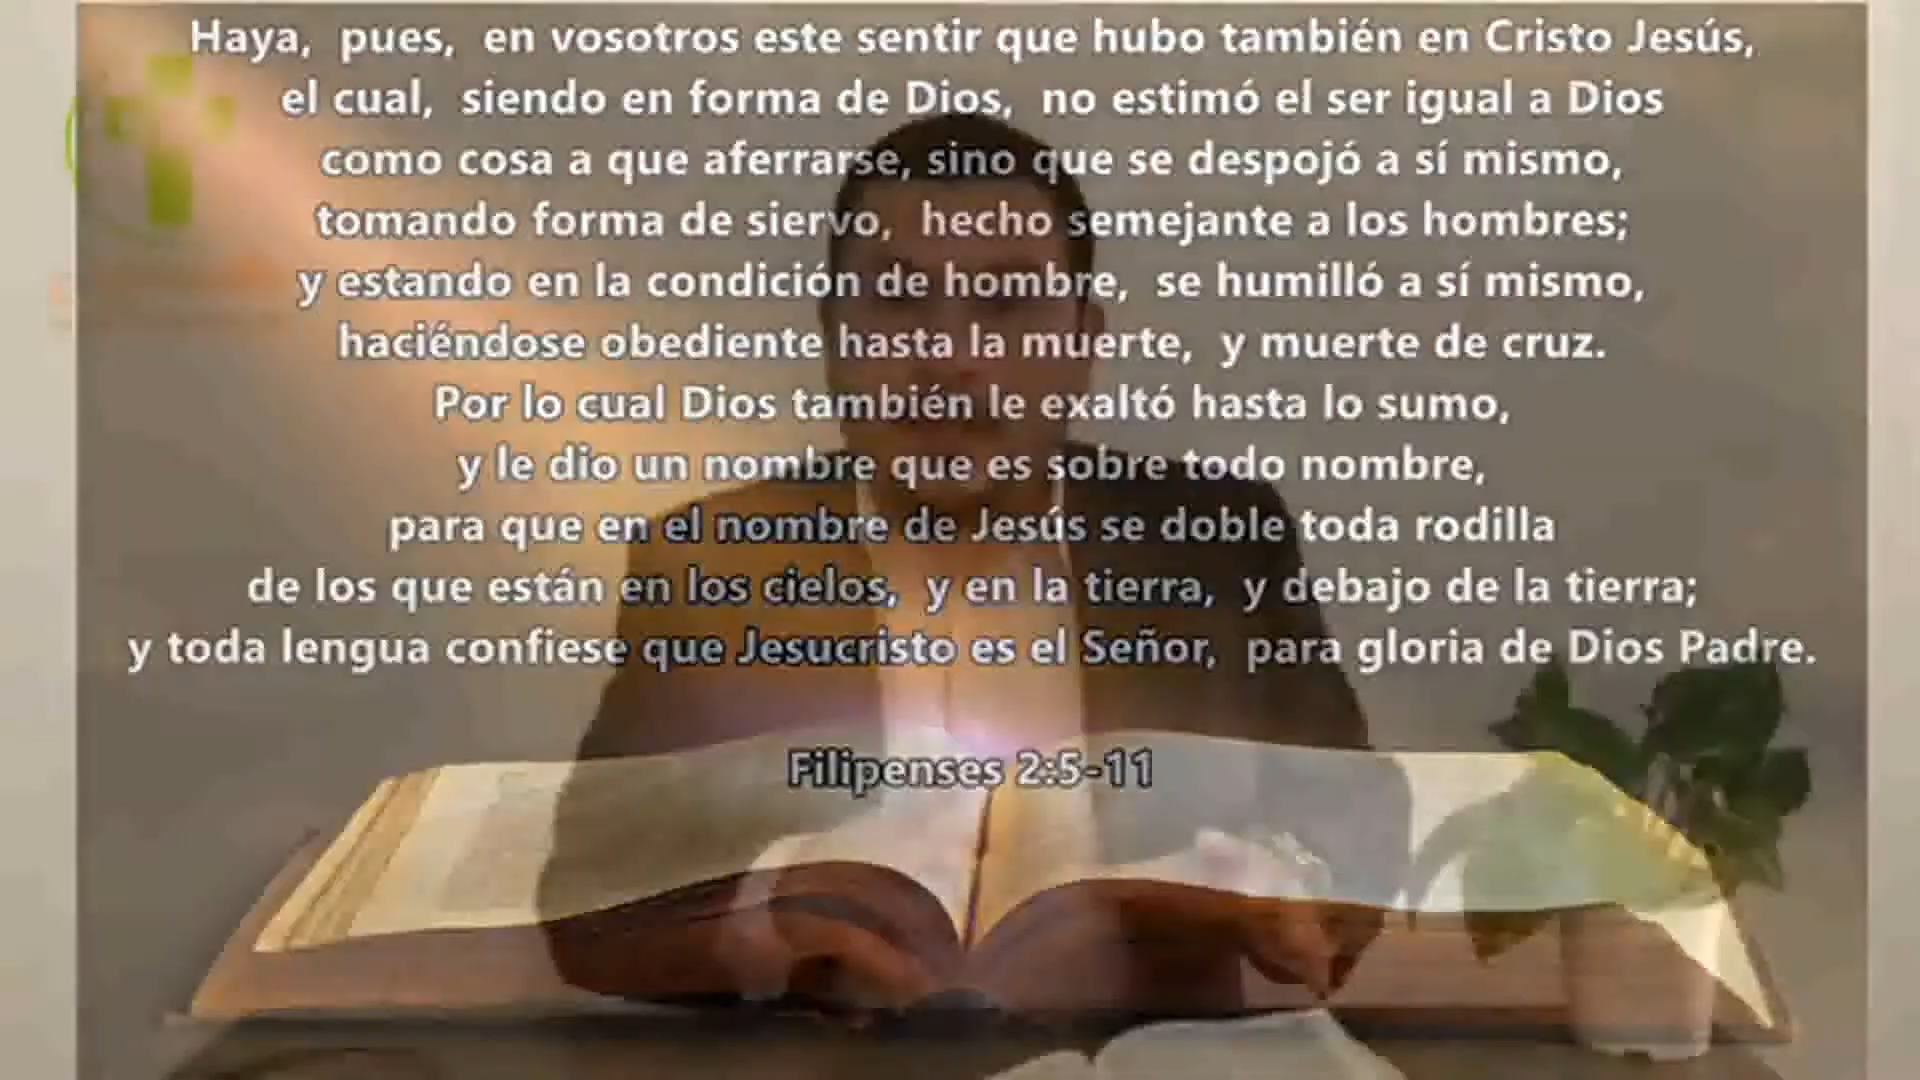 Haya, pues, en vosotros este sentir que hubo también en Cristo Jesús,
el cual, siendo en forma de Dios, no estimó el ser igual a Dios
como cosa a que aferrarse, sino que se despojó a sí mismo,
tomando forma de siervo, hecho semejante a los hombres;
y estando en la condición de hombre, se humilló a sí mismo,
haciéndose obediente hasta la muerte, y muerte de cruz.
Por lo cual Dios también le exaltó hasta lo sumo,
y le dio un nombre que es sobre todo nombre,
para que en el nombre de Jesús se doble toda rodilla
de los que están en los cielos, y en la tierra, y debajo de la tierra;
y toda lengua confiese que Jesucristo es el Señor, para gloria de Dios Padre.
Filipenses 2:5-11